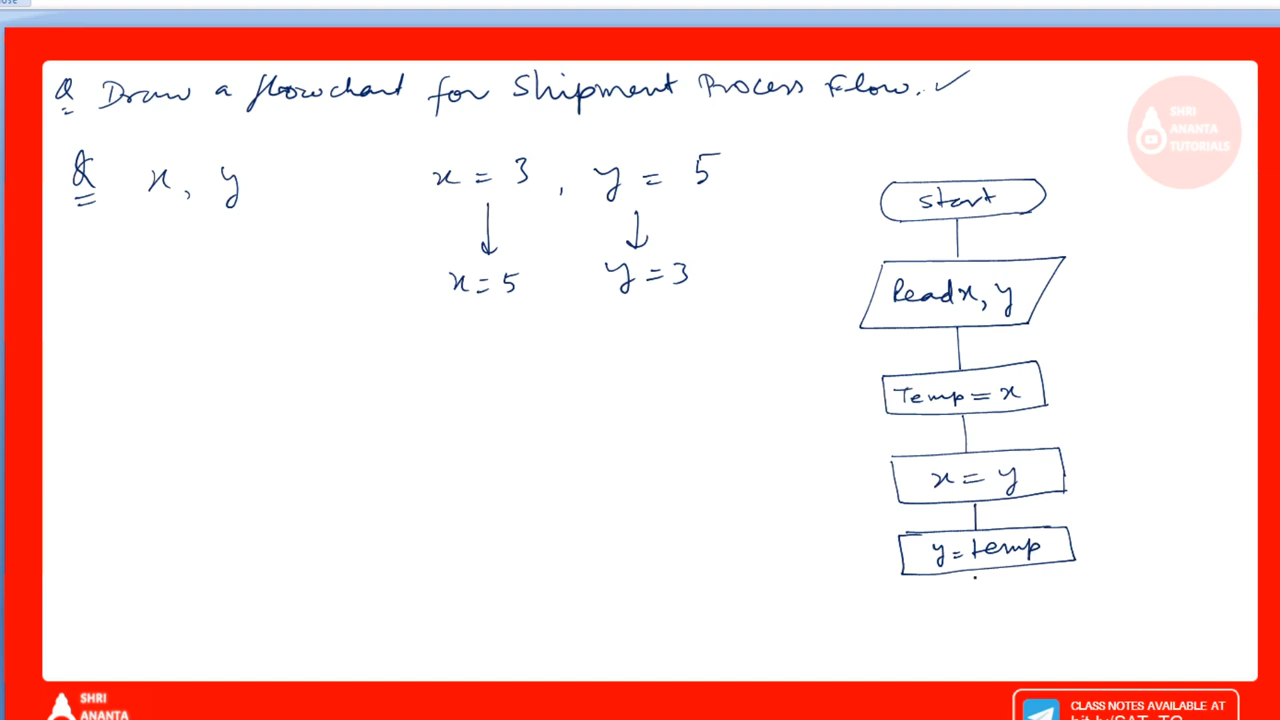 ose
Q Draw a flowchart for Shipment Process Flow. ✓
SHRI
ANANTA
TUTORIALS
Q x, y
x = 3 , y = 5
↓ ↓
x = 5 y = 3
start
Read x, y
Temp = x
x = y
y = temp
SHRI
ANANTA
CLASS NOTES AVAILABLE AT